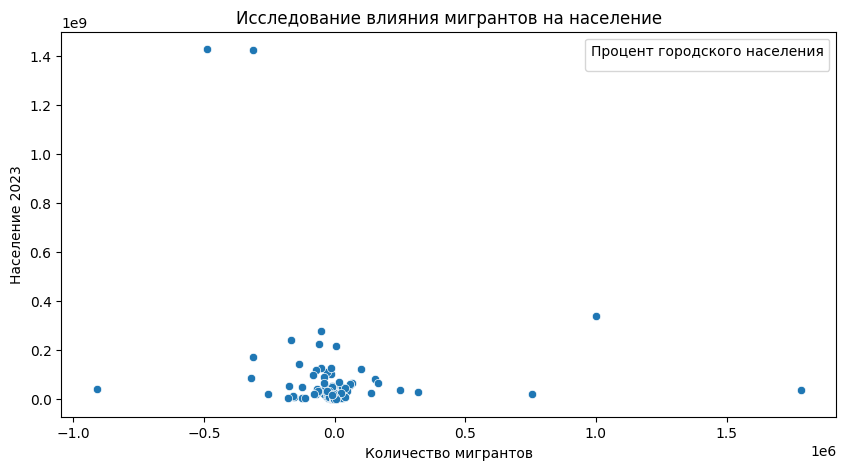 Исследование влияния мигрантов на население
1e9
Процент городского населения
1.4
1.2
1.0
0.8
0.6
0.4
0.2
0.0
Население 2023
−1.0 −0.5 0.0 0.5 1.0 1.5
1e6
Количество мигрантов